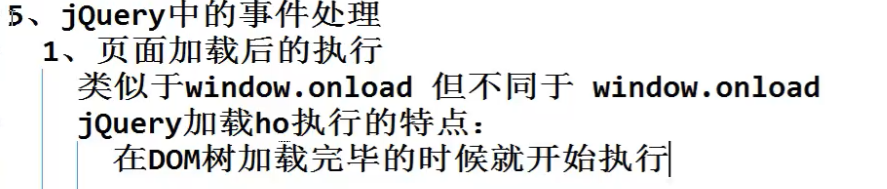 5、jQuery中的事件处理
1、页面加载后的执行
类似于window.onload 但不同于 window.onload
jQuery加载ho执行的特点：
在DOM树加载完毕的时候就开始执行